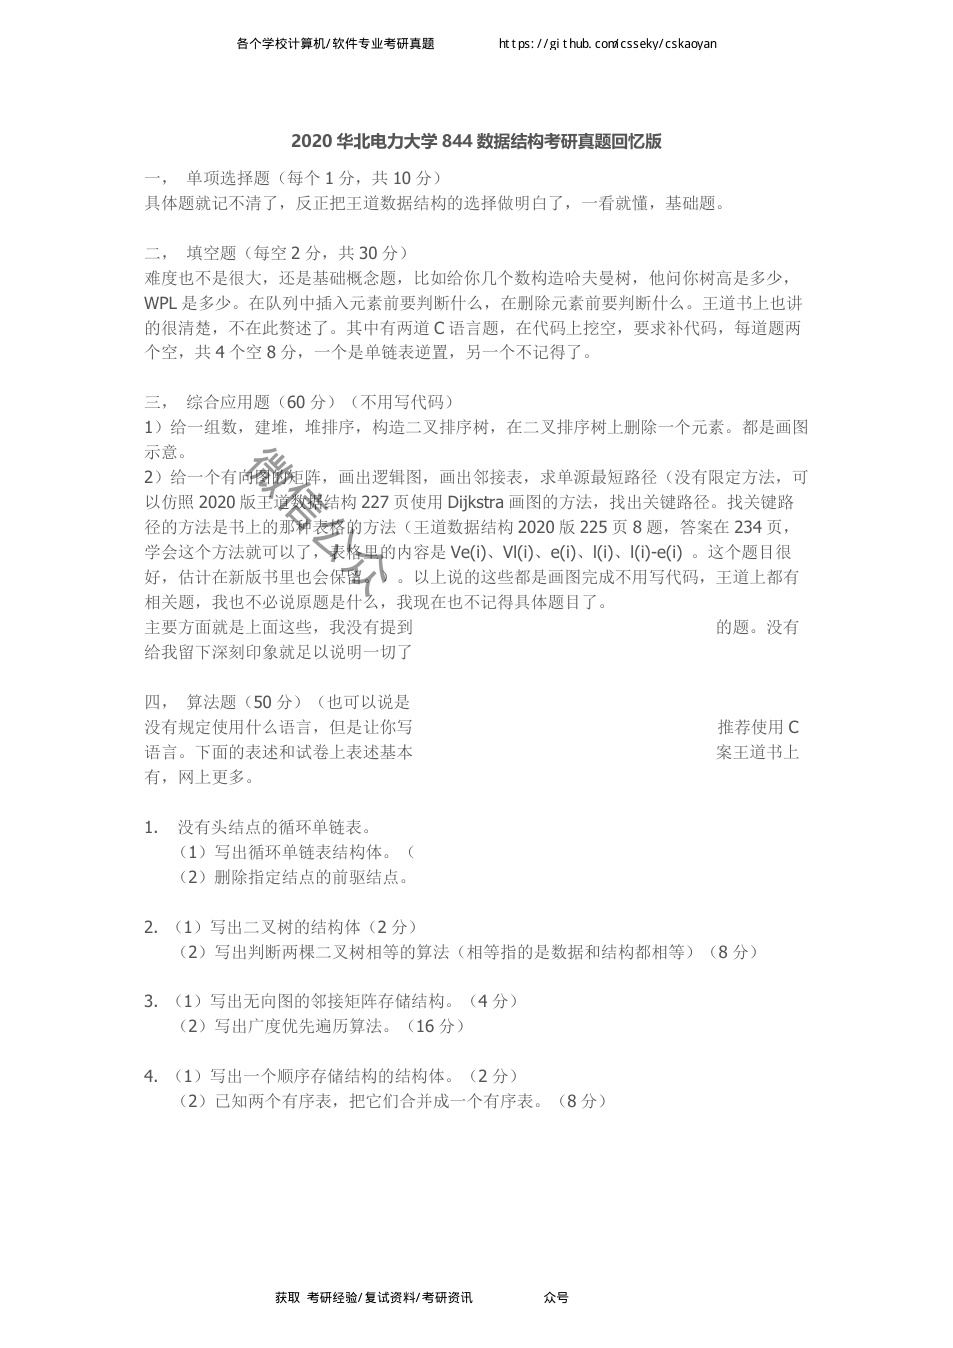 各个学校计算机/软件专业考研真题 https://github.com/csseky/cskaoyan
2020 华北电力大学 844 数据结构考研真题回忆版
一， 单项选择题（每个 1 分，共 10 分）
具体题就记不清了，反正把王道数据结构的选择做明白了，一看就懂，基础题。
二， 填空题（每空 2 分，共 30 分）
难度也不是很大，还是基础概念题，比如给你几个数构造哈夫曼树，他问你树高是多少，
WPL 是多少。在队列中插入元素前要判断什么，在删除元素前要判断什么。王道书上也讲
的很清楚，不在此赘述了。其中有两道 C 语言题，在代码上挖空，要求补代码，每道题两
个空，共 4 个空 8 分，一个是单链表逆置，另一个不记得了。
三， 综合应用题（60 分）（不用写代码）
1）给一组数，建堆，堆排序，构造二叉排序树，在二叉排序树上删除一个元素。都是画图
示意。
2）给一个有向图的矩阵，画出逻辑图，画出邻接表，求单源最短路径（没有限定方法，可
以仿照 2020 版王道数据结构 227 页使用 Dijkstra 画图的方法，找出关键路径。找关键路
径的方法是书上的那种表格的方法（王道数据结构 2020 版 225 页 8 题，答案在 234 页，
学会这个方法就可以了，表格里的内容是 Ve(i)、Vl(i)、e(i)、l(i)、l(i)-e(i) 。这个题目很
好，估计在新版书里也会保留。）。以上说的这些都是画图完成不用写代码，王道上都有
相关题，我也不必说原题是什么，我现在也不记得具体题目了。
主要方面就是上面这些，我没有提到 的题。没有
给我留下深刻印象就足以说明一切了
四， 算法题（50 分）（也可以说是
没有规定使用什么语言，但是让你写 推荐使用 C
语言。下面的表述和试卷上表述基本 案王道书上
有，网上更多。
1. 没有头结点的循环单链表。
（1）写出循环单链表结构体。（
（2）删除指定结点的前驱结点。
2. （1）写出二叉树的结构体（2 分）
（2）写出判断两棵二叉树相等的算法（相等指的是数据和结构都相等）（8 分）
3. （1）写出无向图的邻接矩阵存储结构。（4 分）
（2）写出广度优先遍历算法。（16 分）
4. （1）写出一个顺序存储结构的结构体。（2 分）
（2）已知两个有序表，把它们合并成一个有序表。（8 分）
微信公众
获取 考研经验/复试资料/考研资讯 众号